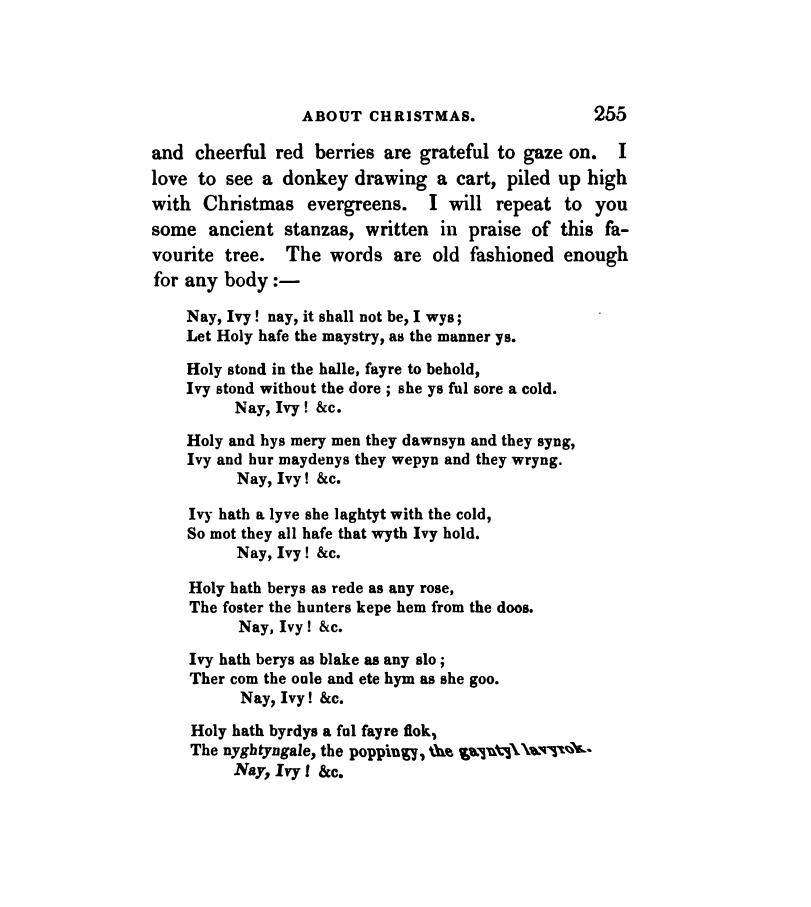 ABOUT CHRISTMAS. 255
and cheerful red berries are grateful to gaze on. I
love to see a donkey drawing a cart, piled up high
with Christmas evergreens. I will repeat to you
some ancient stanzas, written in praise of this fa-
vourite tree. The words are old fashioned enough
for any body :—
Nay, Ivy! nay, it shall not be, I wys;
Let Holy hafe the maystry, as the manner ys.
Holy stond in the halle, fayre to behold,
Ivy stond without the dore ; she ys ful sore a cold.
Nay, Ivy! &c.
Holy and hys mery men they dawnsyn and they syng,
Ivy and hur maydenys they wepyn and they wryng.
Nay, Ivy! &c.
Ivy hath a lyve she laghtyt with the cold,
So mot they all hafe that wyth Ivy hold.
Nay, Ivy! &c.
Holy hath berys as rede as any rose,
The foster the hunters kepe hem from the doos.
Nay, Ivy! &c.
Ivy hath berys as blake as any slo ;
Ther com the oule and ete hym as she goo.
Nay, Ivy! &c.
Holy hath byrdys a ful fayre flok,
The nyghtyngale, the poppingy, the gayntyl lavyrok.
Nay, Ivy! &c.